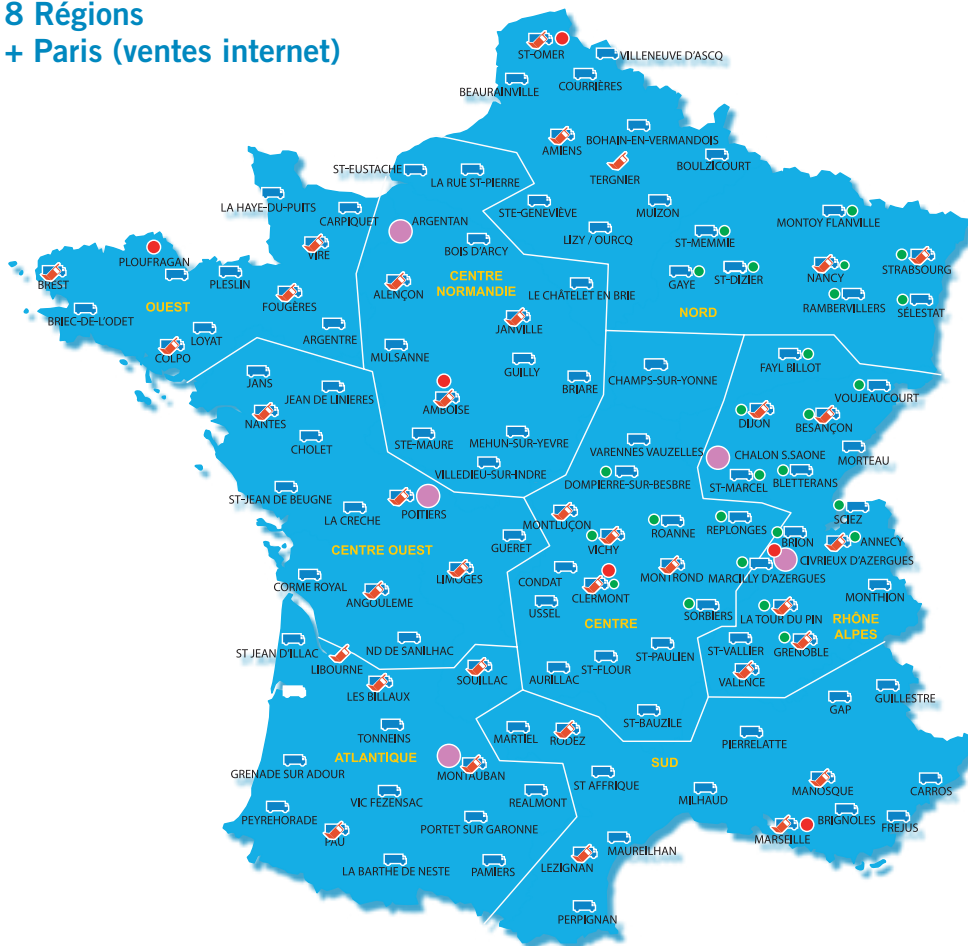 8 Régions
+ Paris (ventes internet)
ST-OMER
VILLENEUVE D'ASCQ
BEAURAINVILLE
COURRIÈRES
AMIENS
BOHAIN-EN-VERMANDOIS
BOULZICOURT
ST-EUSTACHE
LA RUE ST-PIERRE
TERGNIER
LA HAYE-DU-PUITS
CARPIQUET
ARGENTAN
STE-GENEVIÈVE
MUIZON
MONTOY FLANVILLE
VIRE
BOIS D'ARCY
LIZY / OURCQ
ST-MEMMIE
PLOUFRAGAN
STRABOURG
BREST
PLESLIN
ALENÇON
CENTRE
NORMANDIE
LE CHÂTELET EN BRIE
GAYE
ST-DIZIER
NANCY
OUEST
FOUGÈRES
RAMBERVILLERS
SÉLESTAT
BRIEC-DE-L'ODET
LOYAT
ARGENTRE
JANVILLE
NORD
COLPO
MULSANNE
GUILLY
FAYL BILLOT
JANS
CHAMPS-SUR-YONNE
BRIARE
VOUJEAUCOURT
JEAN DE LINIERES
AMBOISE
NANTES
DIJON
BESANÇON
CHOLET
STE-MAURE
MEHUN-SUR-YEVRE
VARENNES VAUZELLES
CHALON S.SAONE
MORTEAU
VILLEDIEU-SUR-INDRE
DOMPIERRE-SUR-BESBRE
ST-MARCEL
BLETTERANS
ST-JEAN DE BEUGNE
LA CRECHE
POITIERS
MONTLUÇON
ROANNE
REPLONGES
SCIEZ
CENTRE OUEST
GUERET
VICHY
BRION
ANNECY
CIVRIEUX D'AZERGUES
CORME ROYAL
LIMOGES
CONDAT
CLERMONT
MONTROND
MARCILLY D'AZERGUES
ANGOULEME
USSEL
MONTHION
CENTRE
SORBIERS
LA TOUR DU PIN
RHÔNE
ALPES
ST JEAN D'ILLAC
ND DE SANILHAC
ST-PAULIEN
ST-VALLIER
GRENOBLE
LIBOURNE
SOUILLAC
AURILLAC
ST-FLOUR
VALENCE
LES BILLAUX
GUILLESTRE
GAP
ST-BAUZILE
TONNEINS
MARTIEL
RODEZ
PIERRELATTE
ATLANTIQUE
SUD
GRENADE SUR ADOUR
MONTAUBAN
ST AFFRIQUE
MANOSQUE
CARROS
VIC FEZENSAC
REALMONT
MILHAUD
PEYREHORADE
PORTET SUR GARONNE
BRIGNOLES
FREJUS
PAU
MARSEILLE
MAUREILHAN
LA BARTHE DE NESTE
PAMIERS
LEZIGNAN
PERPIGNAN